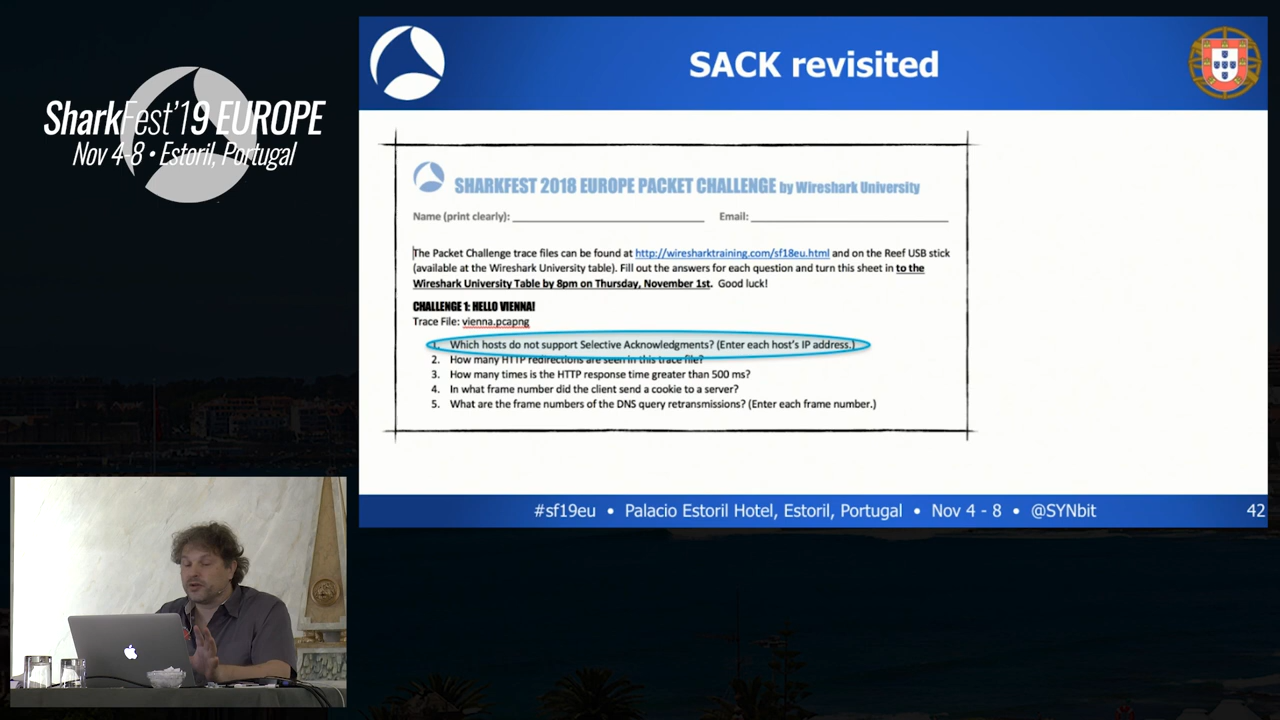 SharkFest'19 EUROPE
Nov 4-8 • Estoril, Portugal
SACK revisited
SHARKFEST 2018 EUROPE PACKET CHALLENGE by Wireshark University
Name (print clearly): Email:
The Packet Challenge trace files can be found at http://wiresharktraining.com/sf18eu.html and on the Reef USB stick
(available at the Wireshark University table). Fill out the answers for each question and turn this sheet in to the
Wireshark University Table by 8pm on Thursday, November 1st. Good luck!
CHALLENGE 1: HELLO VIENNA!
Trace File: vienna.pcapng
1. Which hosts do not support Selective Acknowledgments? (Enter each host's IP address.)
2. How many HTTP redirections are seen in this trace file?
3. How many times is the HTTP response time greater than 500 ms?
4. In what frame number did the client send a cookie to a server?
5. What are the frame numbers of the DNS query retransmissions? (Enter each frame number.)
#sf19eu • Palacio Estoril Hotel, Estoril, Portugal • Nov 4 - 8 • @SYNbit 42